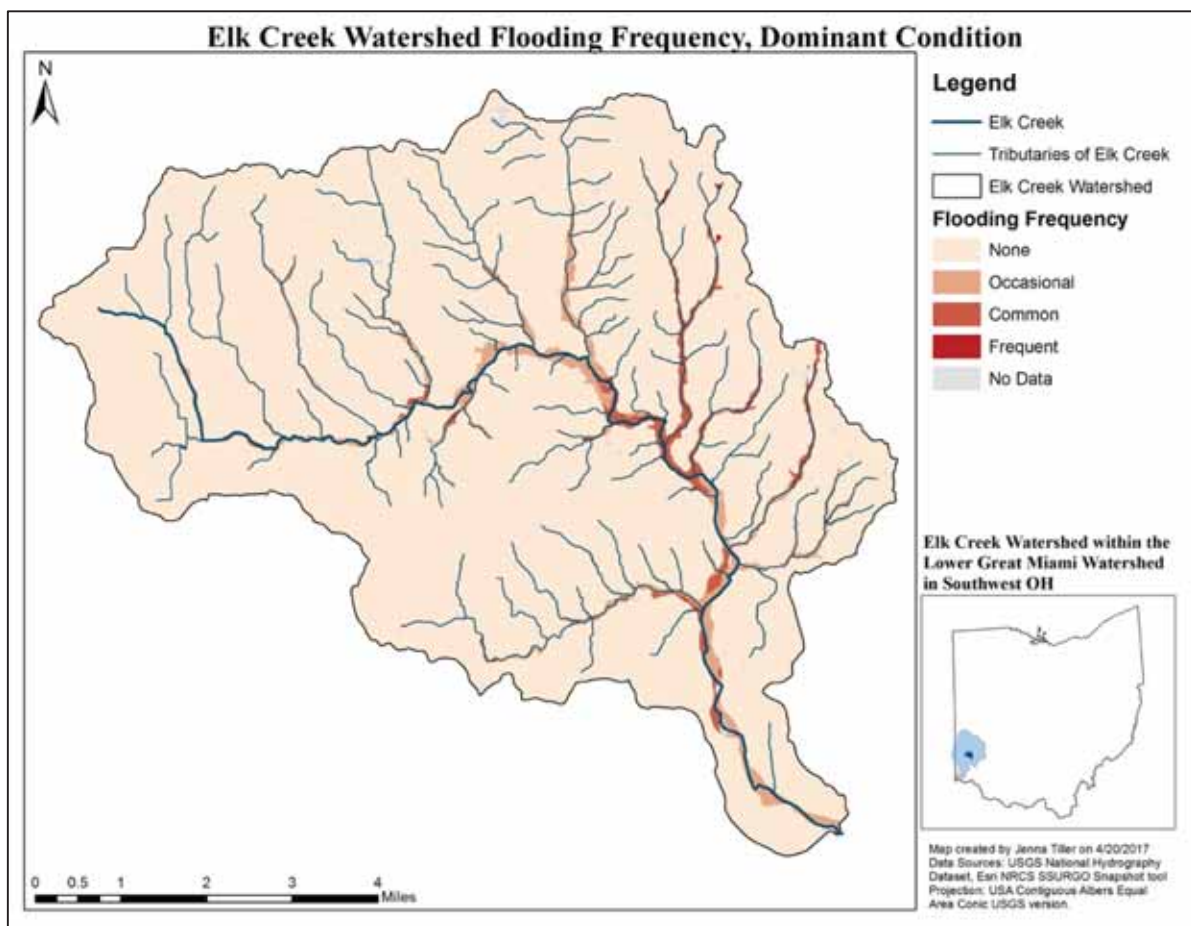 Elk Creek Watershed Flooding Frequency, Dominant Condition
N
Legend
Elk Creek
Tributaries of Elk Creek
Elk Creek Watershed
Flooding Frequency
None
Occasional
Common
Frequent
No Data
Elk Creek Watershed within the
Lower Great Miami Watershed
in Southwest OH
Map created by Jenna Tiller on 4/20/2017
Data Sources: USGS National Hydrography
Dataset, Esri NRCS SSURGO Snapshot tool
Projection: USA Contiguous Albers Equal
Area Conic USGS version.
0 0.5 1 2 3 4
Miles